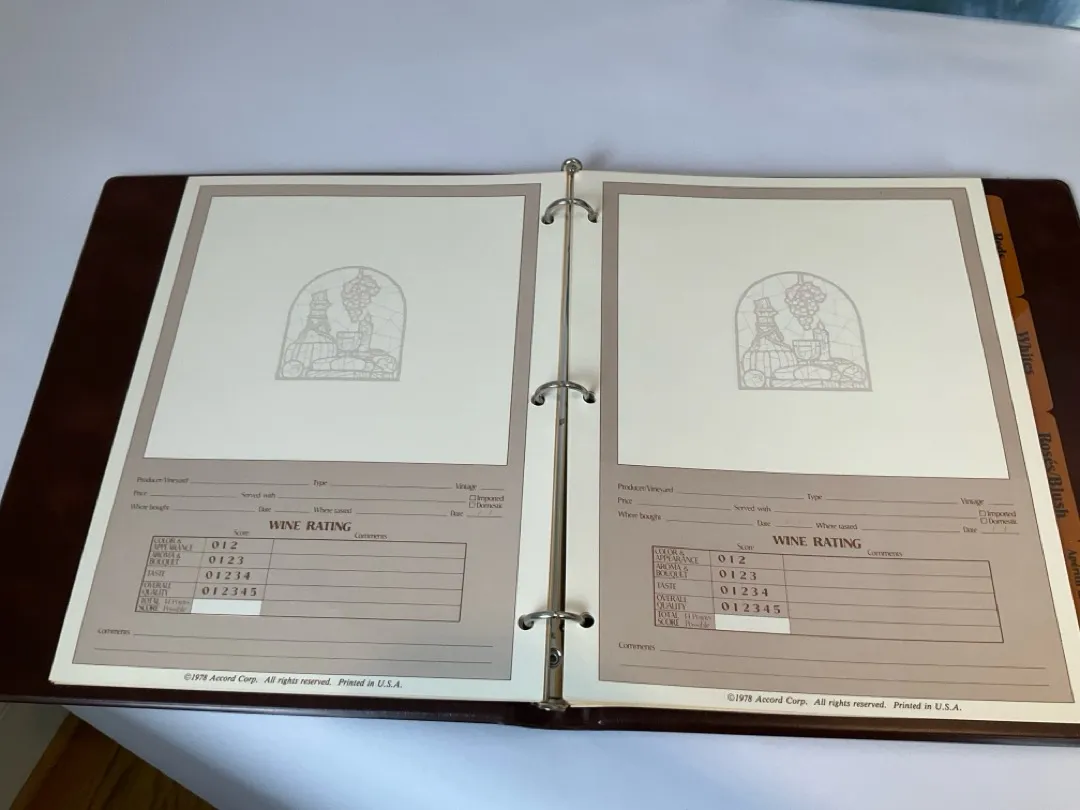 Producer/Vineyard Type Vintage
Price Served with ☐ Imported
☐ Domestic
Where bought Date Where tasted Date / /
WINE RATING
Score Comments
COLOR & APPEARANCE 0 1 2
AROMA & BOUQUET 0 1 2 3
TASTE 0 1 2 3 4
OVERALL QUALITY 0 1 2 3 4 5
TOTAL SCORE 14 Points Possible
Comments
©1978 Accord Corp. All rights reserved. Printed in U.S.A.
Producer/Vineyard Type Vintage
Price Served with ☐ Imported
☐ Domestic
Where bought Date Where tasted Date / /
WINE RATING
Score Comments
COLOR & APPEARANCE 0 1 2
AROMA & BOUQUET 0 1 2 3
TASTE 0 1 2 3 4
OVERALL QUALITY 0 1 2 3 4 5
TOTAL SCORE 14 Points Possible
Comments
©1978 Accord Corp. All rights reserved. Printed in U.S.A.
Reds
Whites
Rosés/Blush